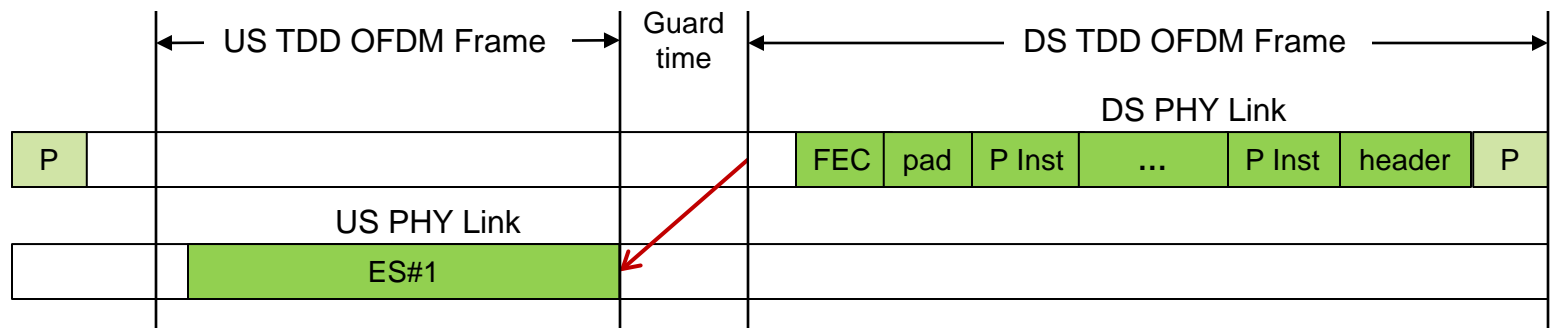 US TDD OFDM Frame
Guard
time
DS TDD OFDM Frame
DS PHY Link
P
FEC
pad
P Inst
...
P Inst
header
P
US PHY Link
ES#1